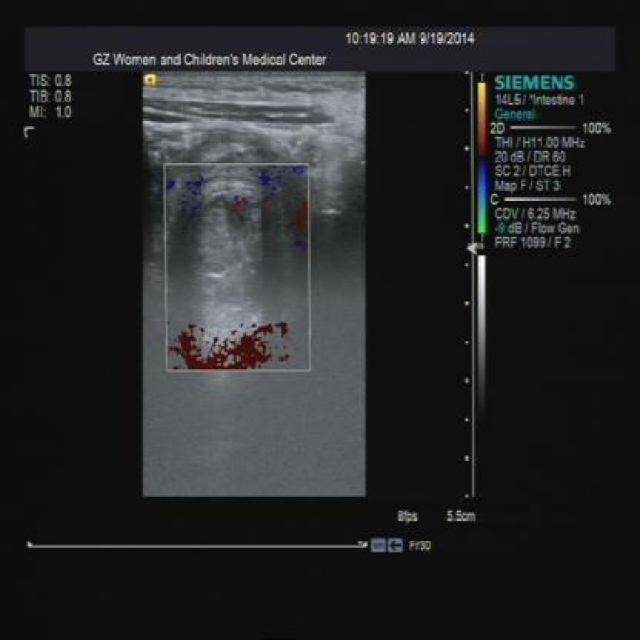 10:19:19 AM 9/19/2014
GZ Women and Children's Medical Center
TIS: 0.8
TIB: 0.8
MI: 1.0
SIEMENS
14L5 / *Intestine 1
General
2D 100%
THI / H11.00 MHz
20 dB / DR 60
SC 2 / DTCE H
Map F / ST 3
C 100%
CDV / 6.25 MHz
-9 dB / Flow Gen
PRF 1099 / F 2
8fps 5.5cm